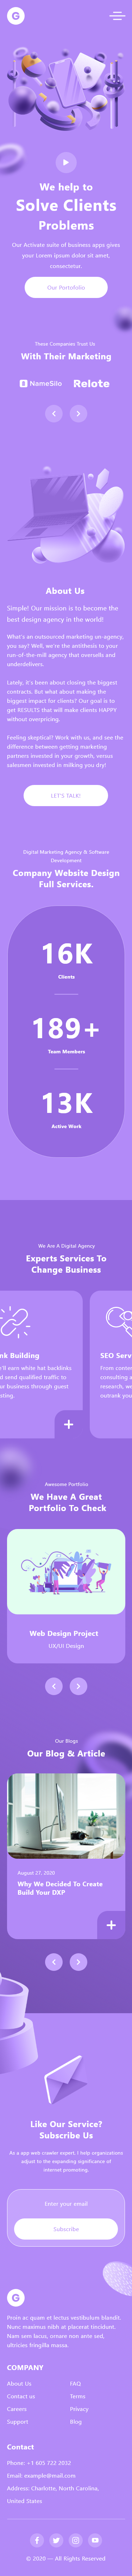 G
We help to
Solve Clients
Problems
Our Activate suite of business apps gives
your Lorem ipsum dolor sit amet,
consectetur.
Our Portofolio
These Companies Trust Us
With Their Marketing
NameSilo
Relote
About Us
Simple! Our mission is to become the
best design agency in the world!
What's an outsourced marketing un-agency,
you say? Well, we're the antithesis to your
run-of-the-mill agency that oversells and
underdelivers.
Lately, it's been about closing the biggest
contracts. But what about making the
biggest impact for clients? Our goal is to
get RESULTS that will make clients HAPPY
without overpricing.
Feeling skeptical? Work with us, and see the
difference between getting marketing
partners invested in your growth, versus
salesmen invested in milking you dry!
LET'S TALK!
Digital Marketing Agency & Software
Development
Company Website Design
Full Services.
16K
Clients
189+
Team Members
13K
Active Work
We Are A Digital Agency
Experts Services To
Change Business
nk Building
'll earn white hat backlinks
d send qualified traffic to
ur business through guest
sting.
SEO Serv
From conten
consulting a
research, we
outrank you
Awesome Portfolio
We Have A Great
Portfolio To Check
Web Design Project
UX/UI Design
Our Blogs
Our Blog & Article
August 27, 2020
Why We Decided To Create
Build Your DXP
Like Our Service?
Subscribe Us
As a app web crawler expert, I help organizations
adjust to the expanding significance of
internet promoting.
Enter your email
Subscribe
G
Proin ac quam et lectus vestibulum blandit.
Nunc maximus nibh at placerat tincidunt.
Nam sem lacus, ornare non ante sed,
ultricies fringilla massa.
COMPANY
About Us
FAQ
Contact us
Terms
Careers
Privacy
Support
Blog
Contact
Phone: +1 605 722 2032
Email: example@mail.com
Address: Charlotte, North Carolina,
United States
© 2020 — All Rights Reserved